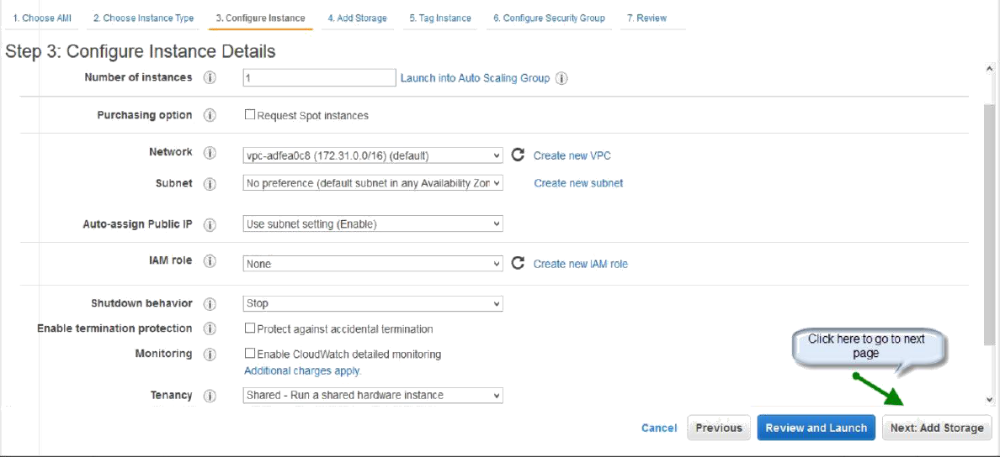 1. Choose AMI 2. Choose Instance Type 3. Configure Instance 4. Add Storage 5. Tag Instance 6. Configure Security Group 7. Review
Step 3: Configure Instance Details
Number of instances 1 Launch into Auto Scaling Group
Purchasing option Request Spot instances
Network vpc-adfea0c8 (172.31.0.0/16) (default) Create new VPC
Subnet No preference (default subnet in any Availability Zon Create new subnet
Auto-assign Public IP Use subnet setting (Enable)
IAM role None Create new IAM role
Shutdown behavior Stop
Enable termination protection Protect against accidental termination
Monitoring Enable CloudWatch detailed monitoring
Additional charges apply.
Tenancy Shared - Run a shared hardware instance
Click here to go to next
page
Cancel Previous Review and Launch Next: Add Storage